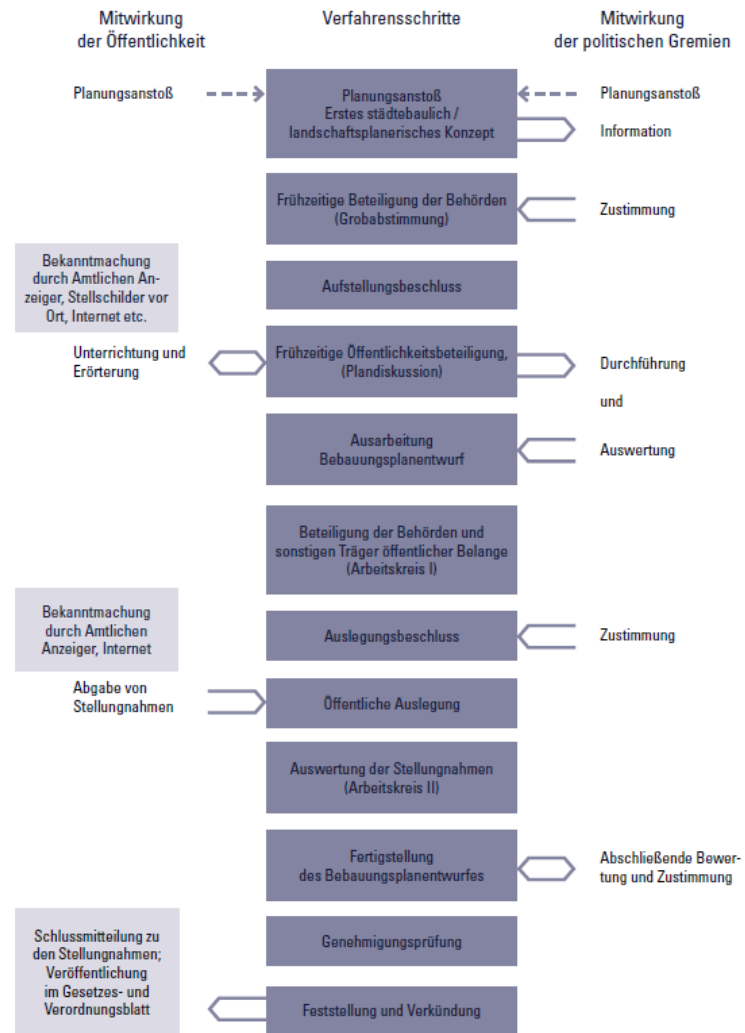 Mitwirkung
der Öffentlichkeit
Verfahrensschritte
Mitwirkung
der politischen Gremien
Planungsanstoß
Planungsanstoß
Erstes städtebaulich /
landschaftsplanerisches Konzept
Planungsanstoß
Information
Frühzeitige Beteiligung der Behörden
(Grobabstimmung)
Zustimmung
Bekanntmachung
durch Amtlichen An-
zeiger, Stellschilder vor
Ort, Internet etc.
Aufstellungsbeschluss
Unterrichtung und
Erörterung
Frühzeitige Öffentlichkeitsbeteiligung,
(Plandiskussion)
Durchführung
und
Ausarbeitung
Bebauungsplanentwurf
Auswertung
Beteiligung der Behörden und
sonstigen Träger öffentlicher Belange
(Arbeitskreis I)
Bekanntmachung
durch Amtlichen
Anzeiger, Internet
Auslegungsbeschluss
Zustimmung
Abgabe von
Stellungnahmen
Öffentliche Auslegung
Auswertung der Stellungnahmen
(Arbeitskreis II)
Fertigstellung
des Bebauungsplanentwurfes
Abschließende Bewer-
tung und Zustimmung
Schlussmitteilung zu
den Stellungnahmen;
Veröffentlichung
im Gesetzes- und
Verordnungsblatt
Genehmigungsprüfung
Feststellung und Verkündung